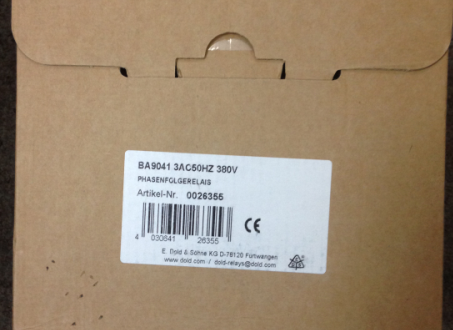 BA9041 3AC50HZ 380V
PHASENFOLGERELAIS
Artikel-Nr. 0026355
CE
4 030641 26355
E. Dold & Söhne KG D-78120 Furtwangen
www.dold.com / dold-relays@dold.com